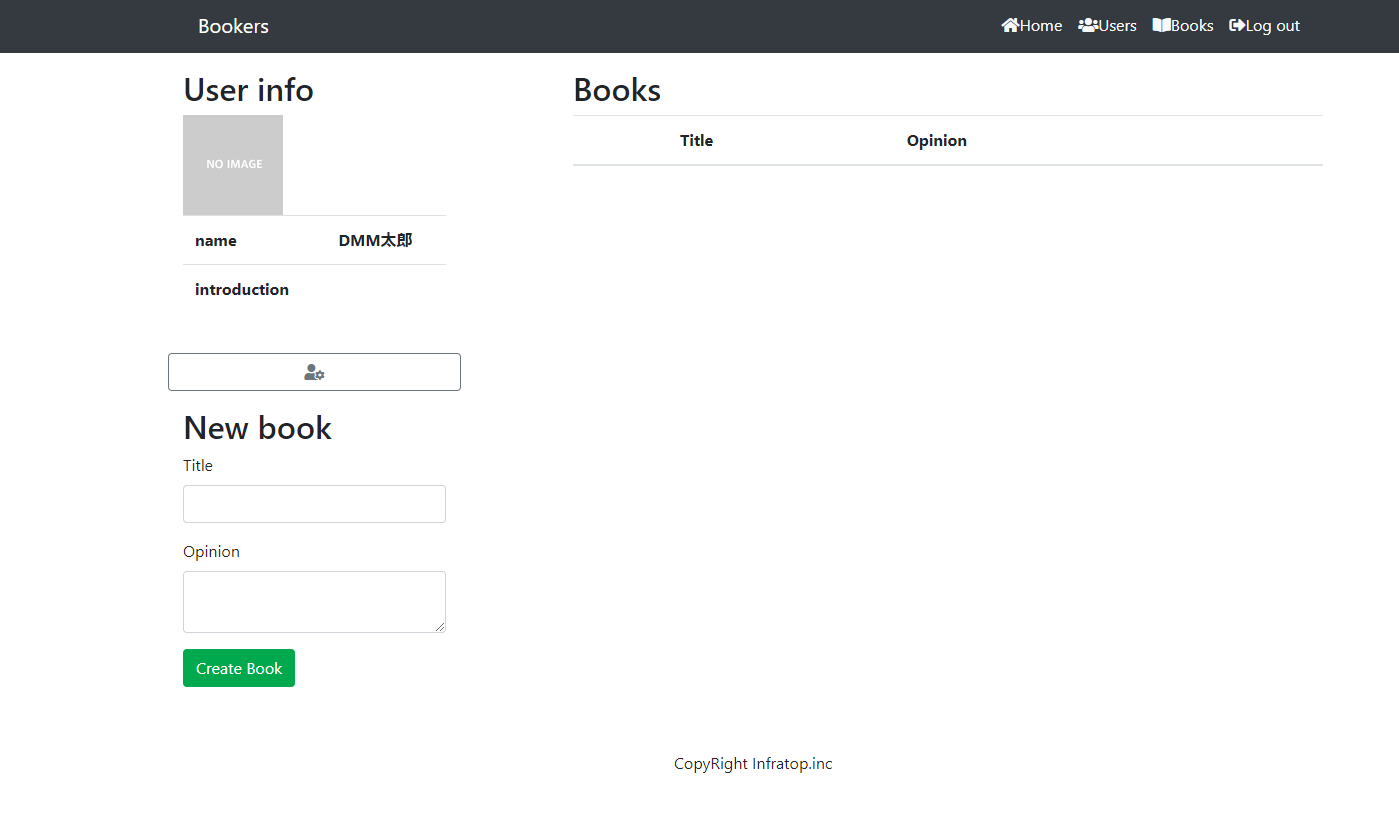 Bookers
Home Users Books Log out
User info
NO IMAGE
name DMM太郎
introduction
New book
Title
Opinion
Create Book
Books
Title Opinion
CopyRight Infratop.inc